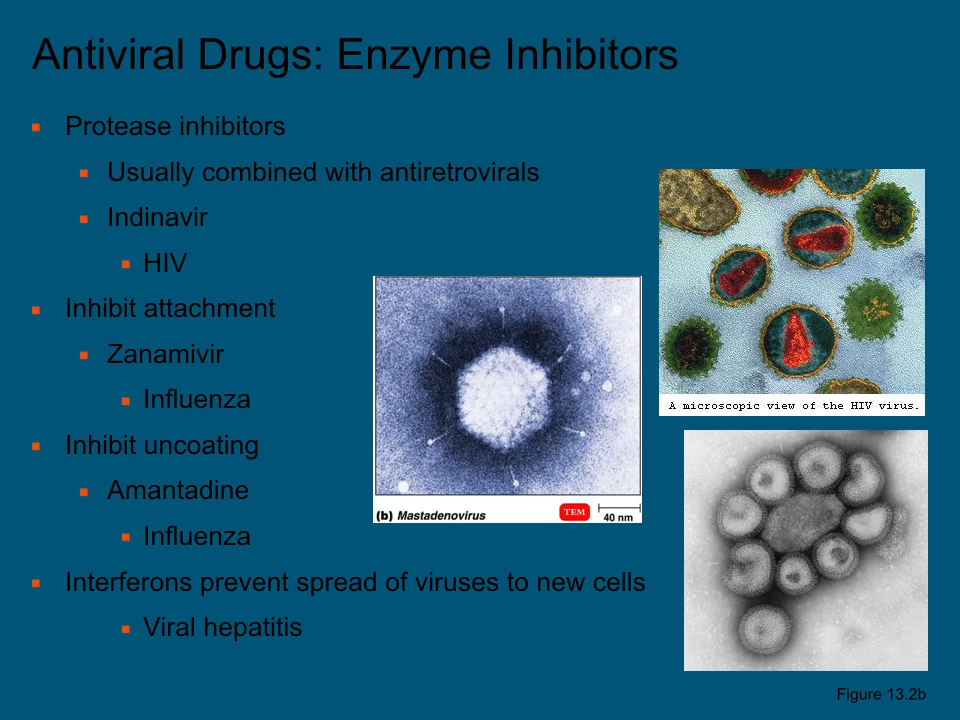 Antiviral Drugs: Enzyme Inhibitors
Protease inhibitors
Usually combined with antiretrovirals
Indinavir
HIV
Inhibit attachment
Zanamivir
Influenza
Inhibit uncoating
Amantadine
Influenza
Interferons prevent spread of viruses to new cells
Viral hepatitis
(b) Mastadenovirus TEM 40 nm
A microscopic view of the HIV virus.
Figure 13.2b